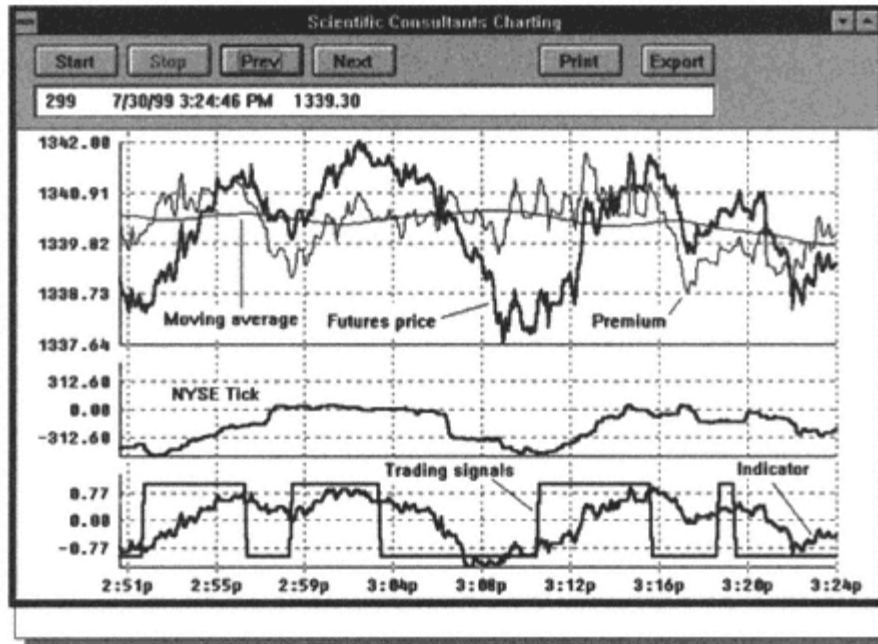 Scientific Consultants Charting
Start Stop Prev Next Print Export
299 7/30/99 3:24:46 PM 1339.30
1342.00
1340.91
1339.82
1338.73
1337.64
Moving average Futures price Premium
312.60
0.00
-312.60
NYSE Tick
Trading signals Indicator
0.77
0.00
-0.77
2:51p 2:55p 2:59p 3:04p 3:08p 3:12p 3:16p 3:20p 3:24p